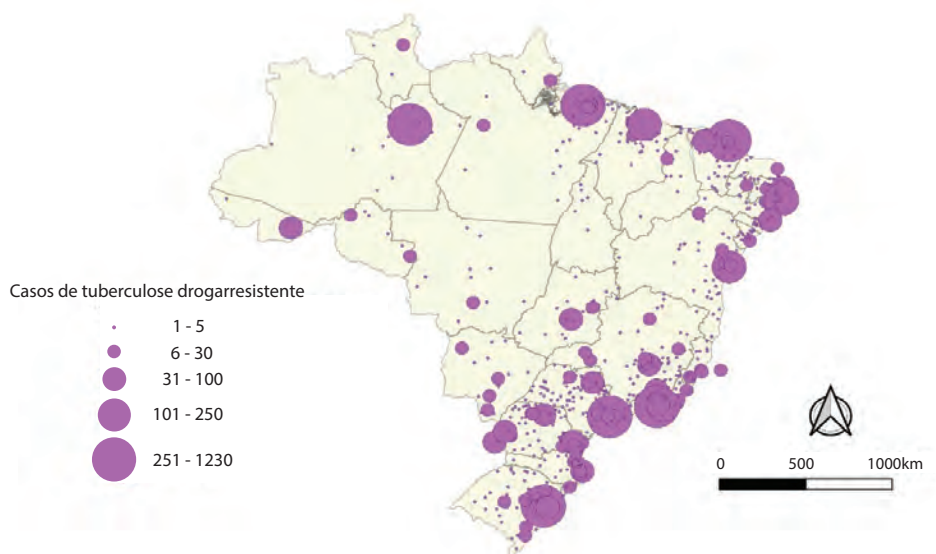 Casos de tuberculose drogarresistente
1 - 5
6 - 30
31 - 100
101 - 250
251 - 1230
0 500 1000km